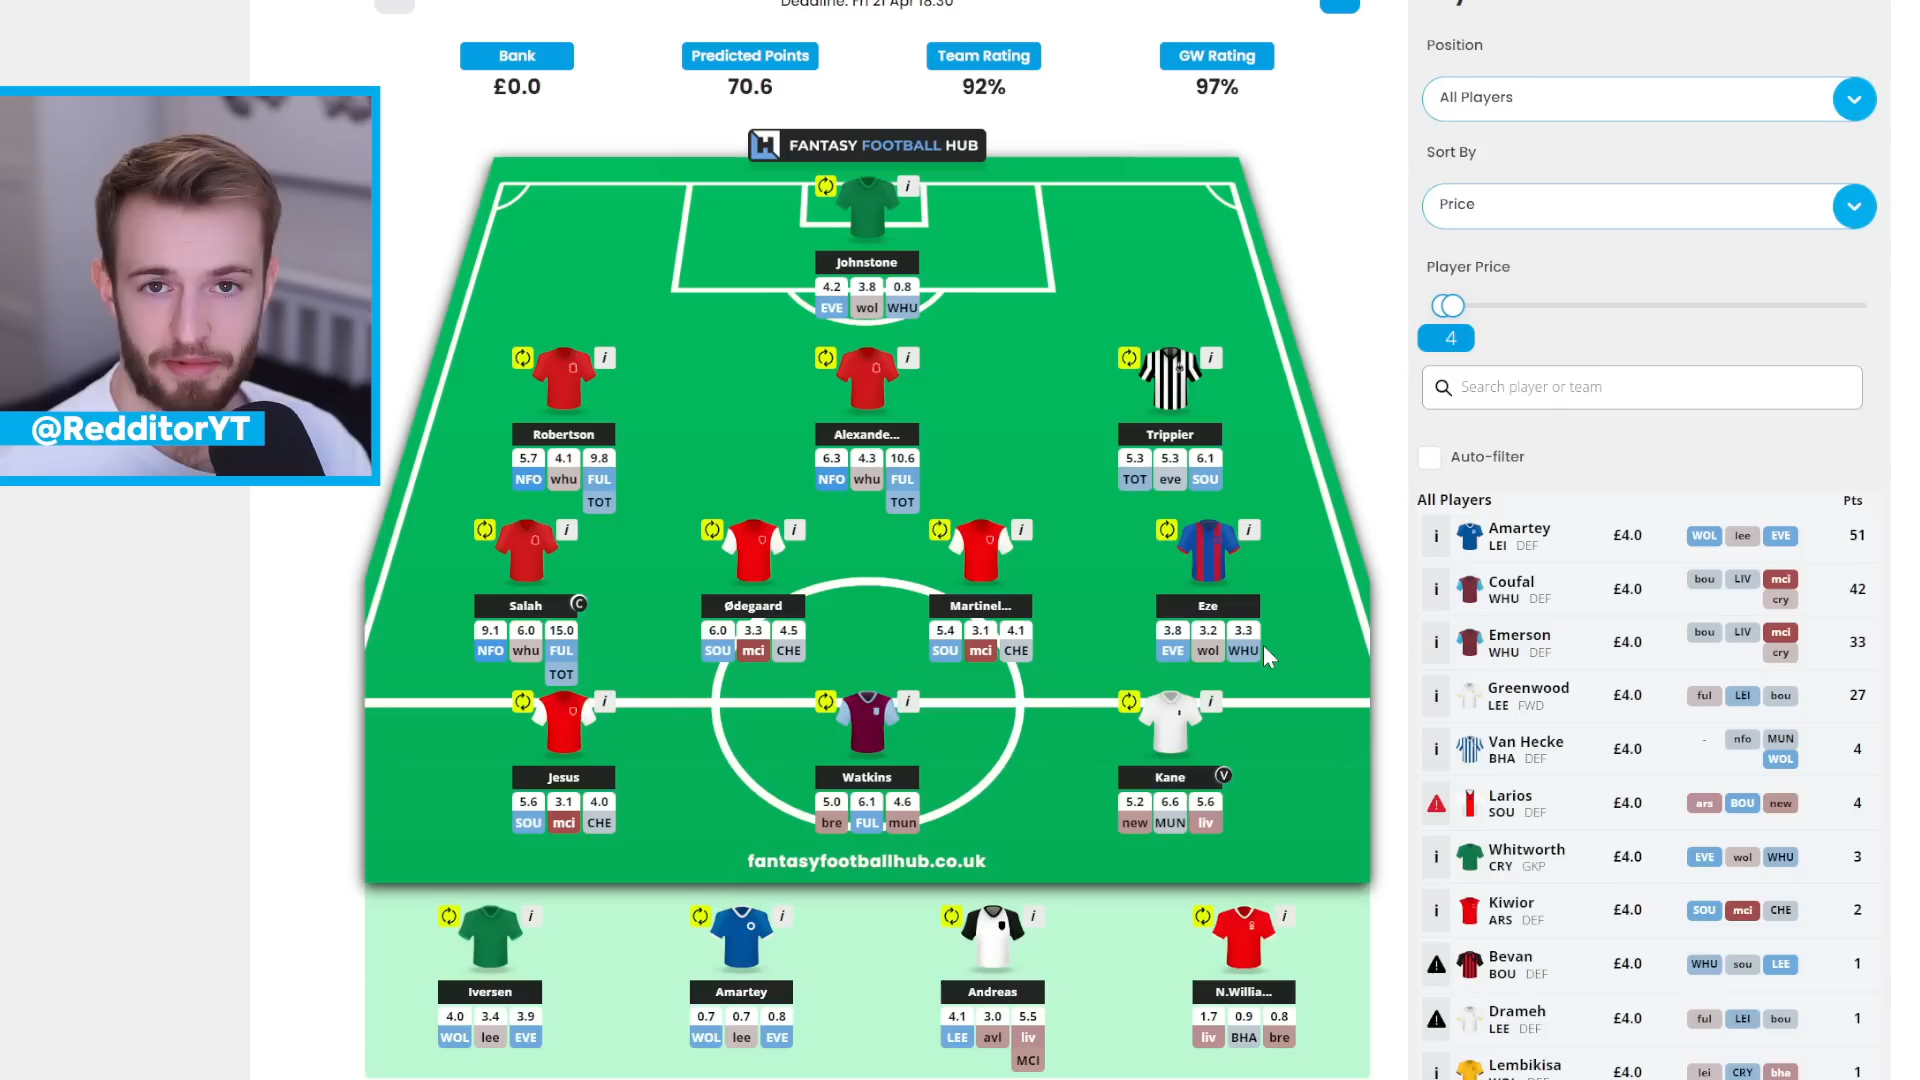 Deadline: Fri 21 Apr 18:30
Bank Predicted Points Team Rating GW Rating
£0.0 70.6 92% 97%
FANTASY FOOTBALL HUB
@RedditorYT
Johnstone
4.2 3.8 0.8
EVE wol WHU
Robertson Alexande... Trippier
5.7 4.1 9.8 6.3 4.3 10.6 5.3 5.3 6.1
NFO whu FUL NFO whu FUL TOT eve SOU
TOT TOT
Salah C Ødegaard Martinel... Eze
9.1 6.0 15.0 6.0 3.3 4.5 5.4 3.1 4.1 3.8 3.2 3.3
NFO whu FUL SOU mci CHE SOU mci CHE EVE wol WHU
TOT
Jesus Watkins Kane V
5.6 3.1 4.0 5.0 6.1 4.6 5.2 6.6 5.6
SOU mci CHE bre FUL mun new MUN liv
fantasyfootballhub.co.uk
Iversen Amartey Andreas N.Willia...
4.0 3.4 3.9 0.7 0.7 0.8 4.1 3.0 5.5 1.7 0.9 0.8
WOL lee EVE WOL lee EVE LEE avl liv liv BHA bre
MCI
Position
All Players
Sort By
Price
Player Price
4
Search player or team
Auto-filter
All Players Pts
Amartey £4.0 WOL lee EVE 51
LEI DEF
Coufal £4.0 bou LIV mci 42
WHU DEF cry
Emerson £4.0 bou LIV mci 33
WHU DEF cry
Greenwood £4.0 ful LEI bou 27
LEE FWD
Van Hecke £4.0 - nfo MUN 4
BHA DEF WOL
Larios £4.0 ars BOU new 4
SOU DEF
Whitworth £4.0 EVE wol WHU 3
CRY GKP
Kiwior £4.0 SOU mci CHE 2
ARS DEF
Bevan £4.0 WHU sou LEE 1
BOU DEF
Drameh £4.0 ful LEI bou 1
LEE DEF
Lembikisa £4.0 lei CRY bha 1